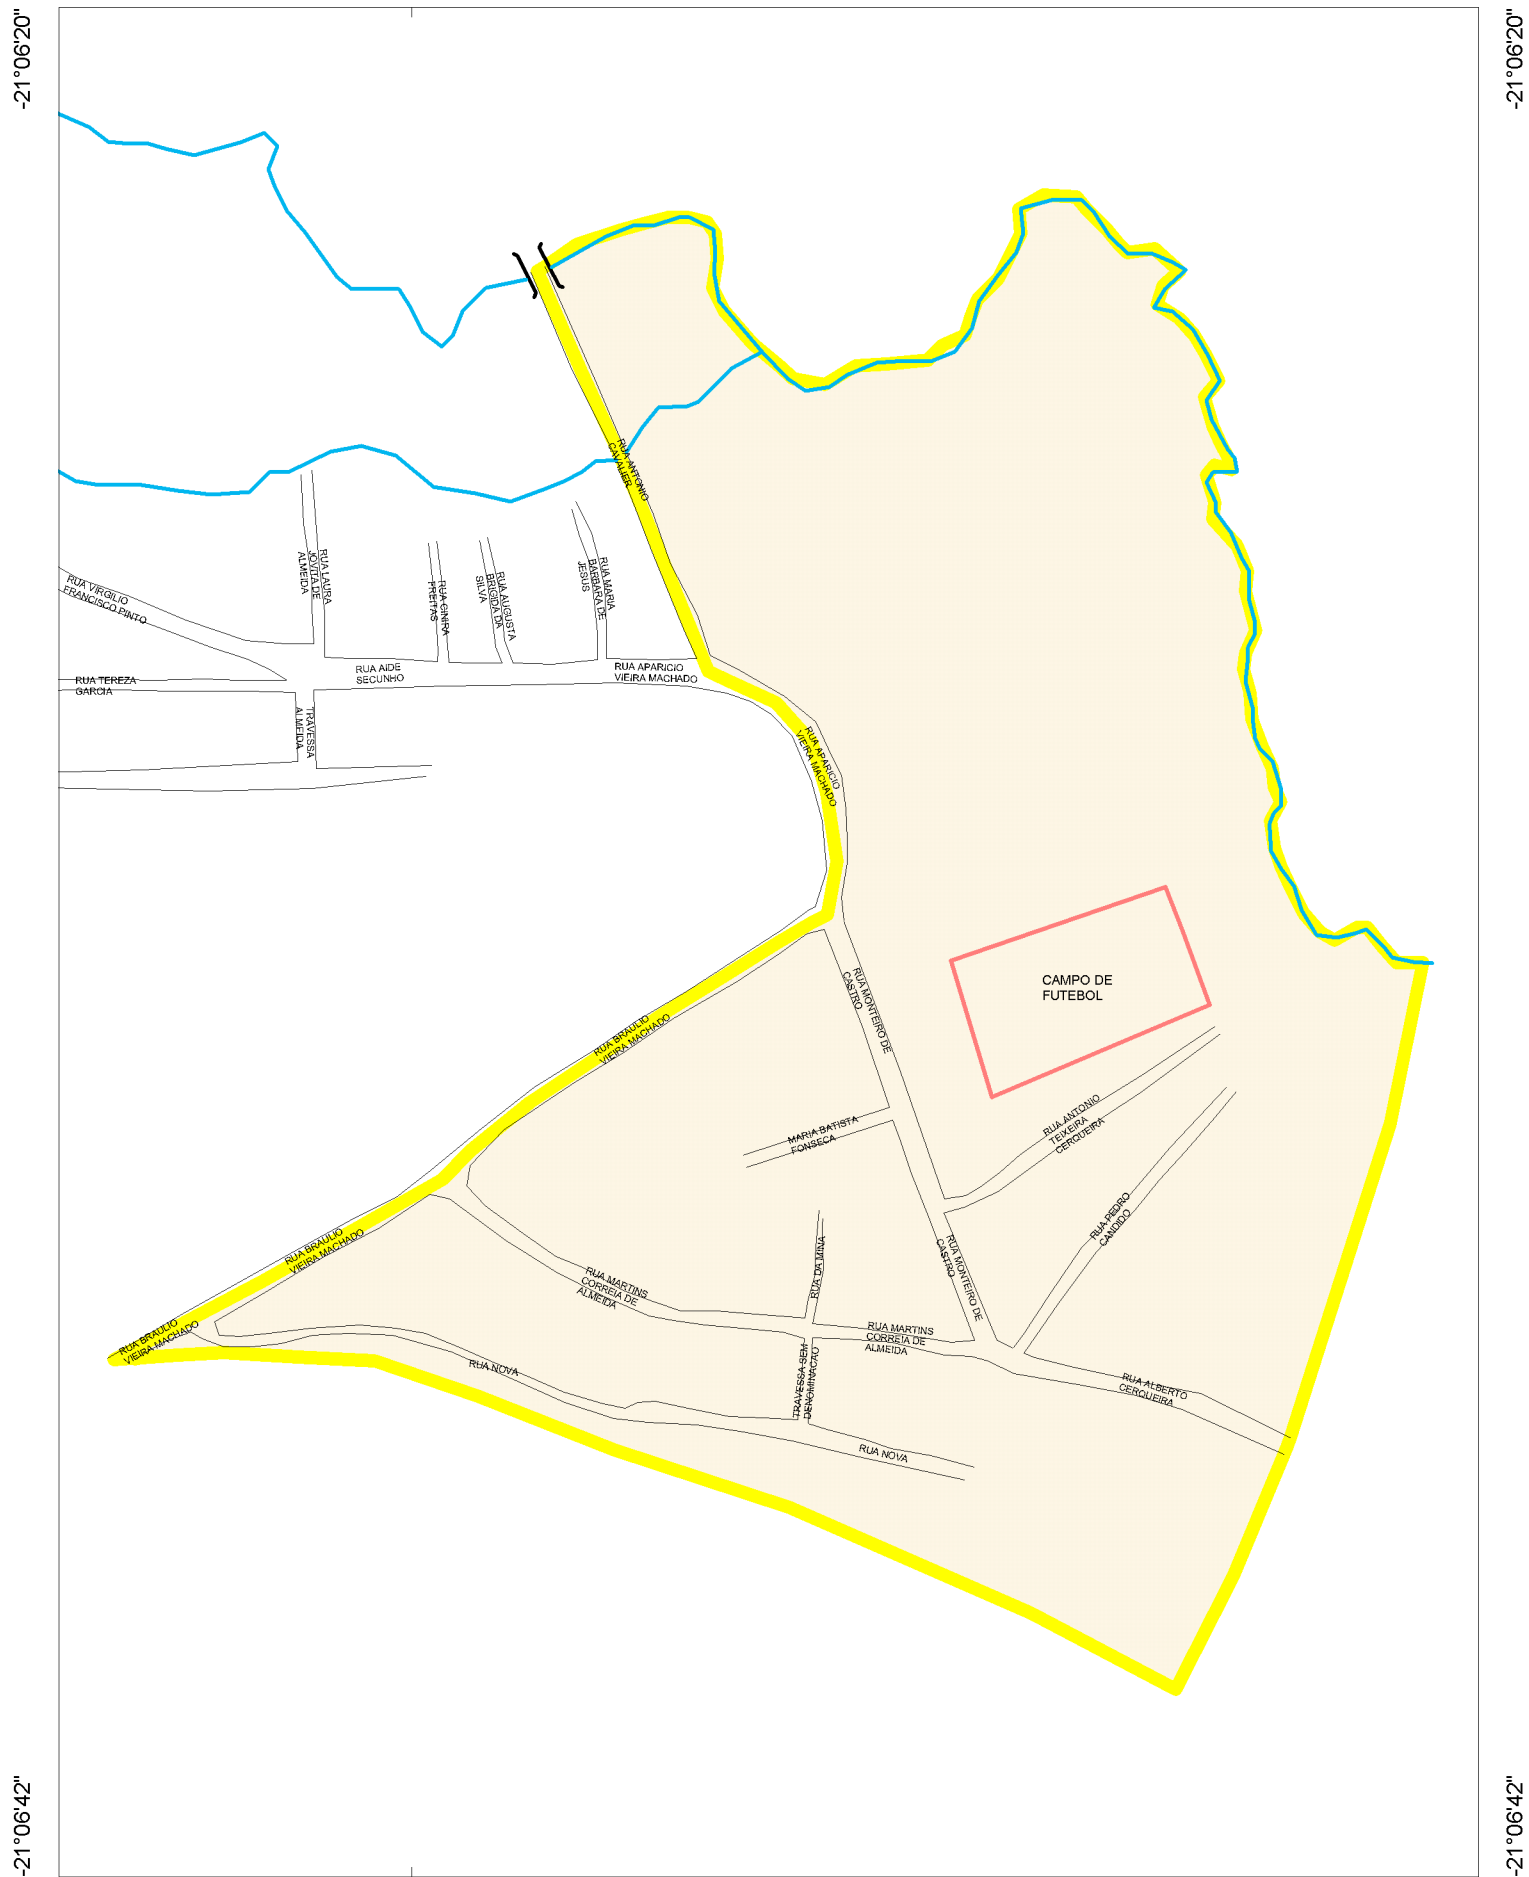 -21°06'20"
-21°06'20"
RUA ANTONIO
CAVALIER
RUA LAURA
JOVITA DE
ALMEIDA
RUA VIRGILIO
FRANCISCO PINTO
RUA CINIRA
FREITAS
RUA AUGUSTA
BRIGIDA DA
SILVA
RUA MARIA
BARBARA DE
JESUS
RUA TEREZA
GARCIA
RUA AIDE
SECUNHO
RUA APARICIO
VIEIRA MACHADO
TRAVESSA
ALMEIDA
RUA APARICIO
VIEIRA MACHADO
CAMPO DE
FUTEBOL
RUA MONTEIRO DE
CASTRO
RUA BRAULIO
VIEIRA MACHADO
MARIA BATISTA
FONSECA
RUA ANTONIO
TEIXEIRA
CERQUEIRA
RUA PEDRO
CANDIDO
RUA BRAULIO
VIEIRA MACHADO
RUA MARTINS
CORREIA DE
ALMEIDA
RUA DA MINA
RUA MONTEIRO DE
CASTRO
RUA BRAULIO
VIEIRA MACHADO
RUA MARTINS
CORREIA DE
ALMEIDA
RUA NOVA
TRAVESSA SEM
DENOMINACAO
RUA ALBERTO
CERQUEIRA
RUA NOVA
-21°06'42"
-21°06'42"